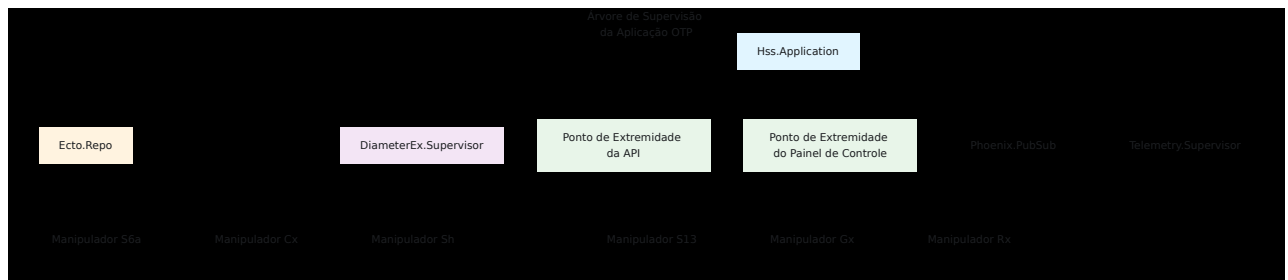 Árvore de Supervisão
da Aplicação OTP
Hss.Application
Ecto.Repo
DiameterEx.Supervisor
Ponto de Extremidade
da API
Ponto de Extremidade
do Painel de Controle
Phoenix.PubSub
Telemetry.Supervisor
Manipulador S6a
Manipulador Cx
Manipulador Sh
Manipulador S13
Manipulador Gx
Manipulador Rx